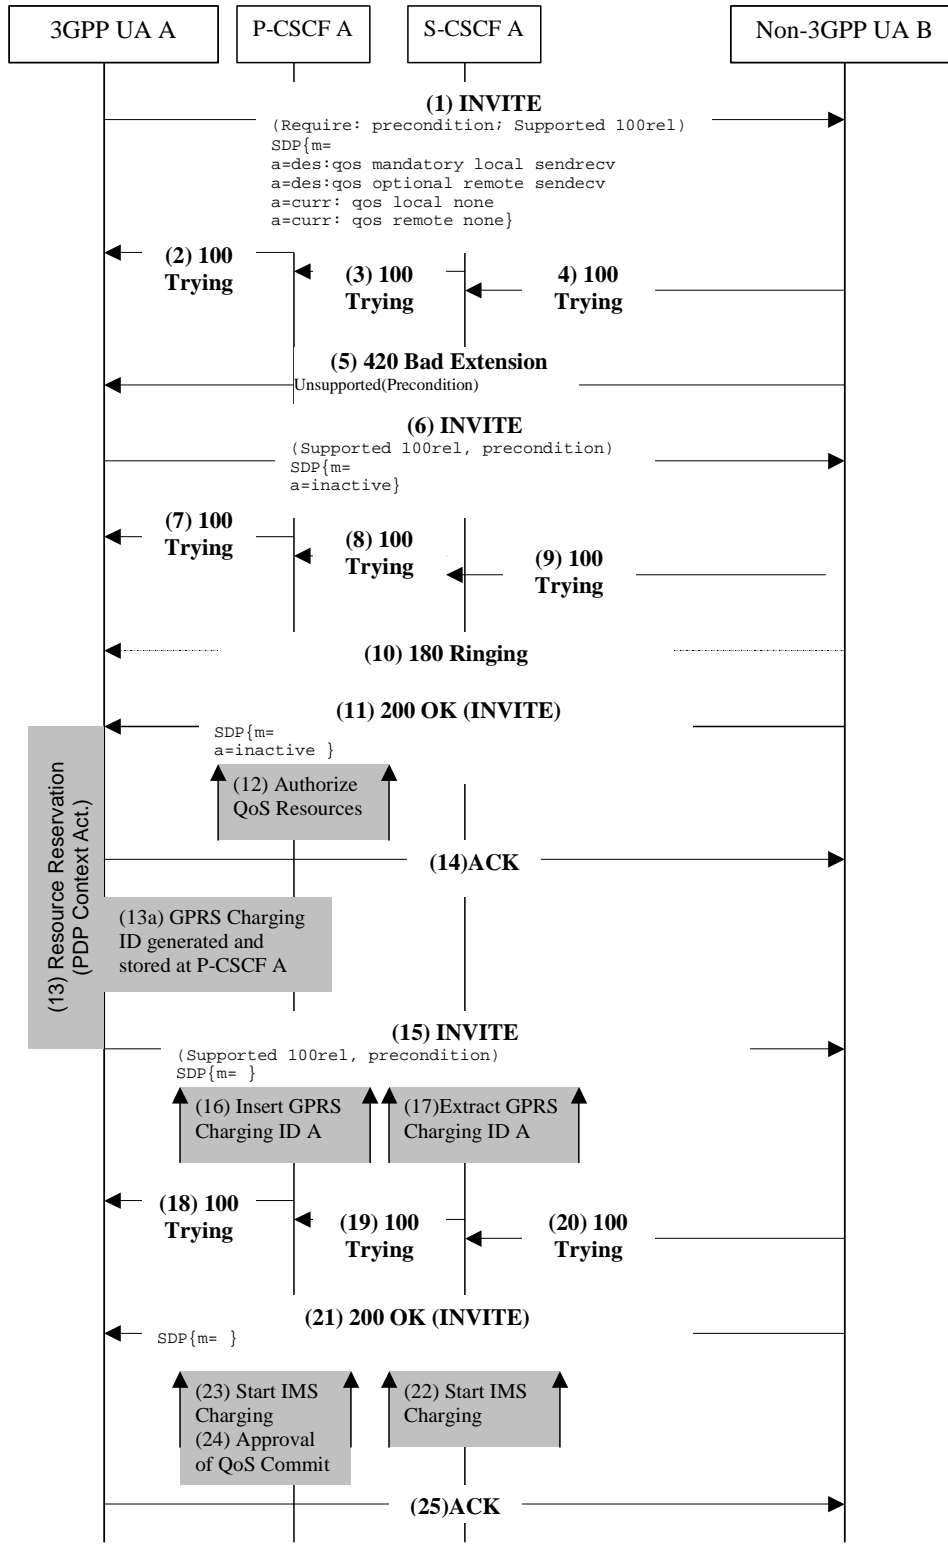 3GPP UA A
P-CSCF A
S-CSCF A
Non-3GPP UA B
(1) INVITE
(Require: precondition; Supported 100rel)
SDP{m=
a=des:qos mandatory local sendrecv
a=des:qos optional remote sendecv
a=curr: qos local none
a=curr: qos remote none}
(2) 100
Trying
(3) 100
Trying
4) 100
Trying
(5) 420 Bad Extension
Unsupported(Precondition)
(6) INVITE
(Supported 100rel, precondition)
SDP{m=
a=inactive}
(7) 100
Trying
(8) 100
Trying
(9) 100
Trying
(10) 180 Ringing
(11) 200 OK (INVITE)
SDP{m=
a=inactive }
(12) Authorize
QoS Resources
(13) Resource Reservation
(PDP Context Act.)
(14)ACK
(13a) GPRS Charging
ID generated and
stored at P-CSCF A
(15) INVITE
(Supported 100rel, precondition)
SDP{m= }
(16) Insert GPRS
Charging ID A
(17)Extract GPRS
Charging ID A
(18) 100
Trying
(19) 100
Trying
(20) 100
Trying
(21) 200 OK (INVITE)
SDP{m= }
(23) Start IMS
Charging
(24) Approval
of QoS Commit
(22) Start IMS
Charging
(25)ACK